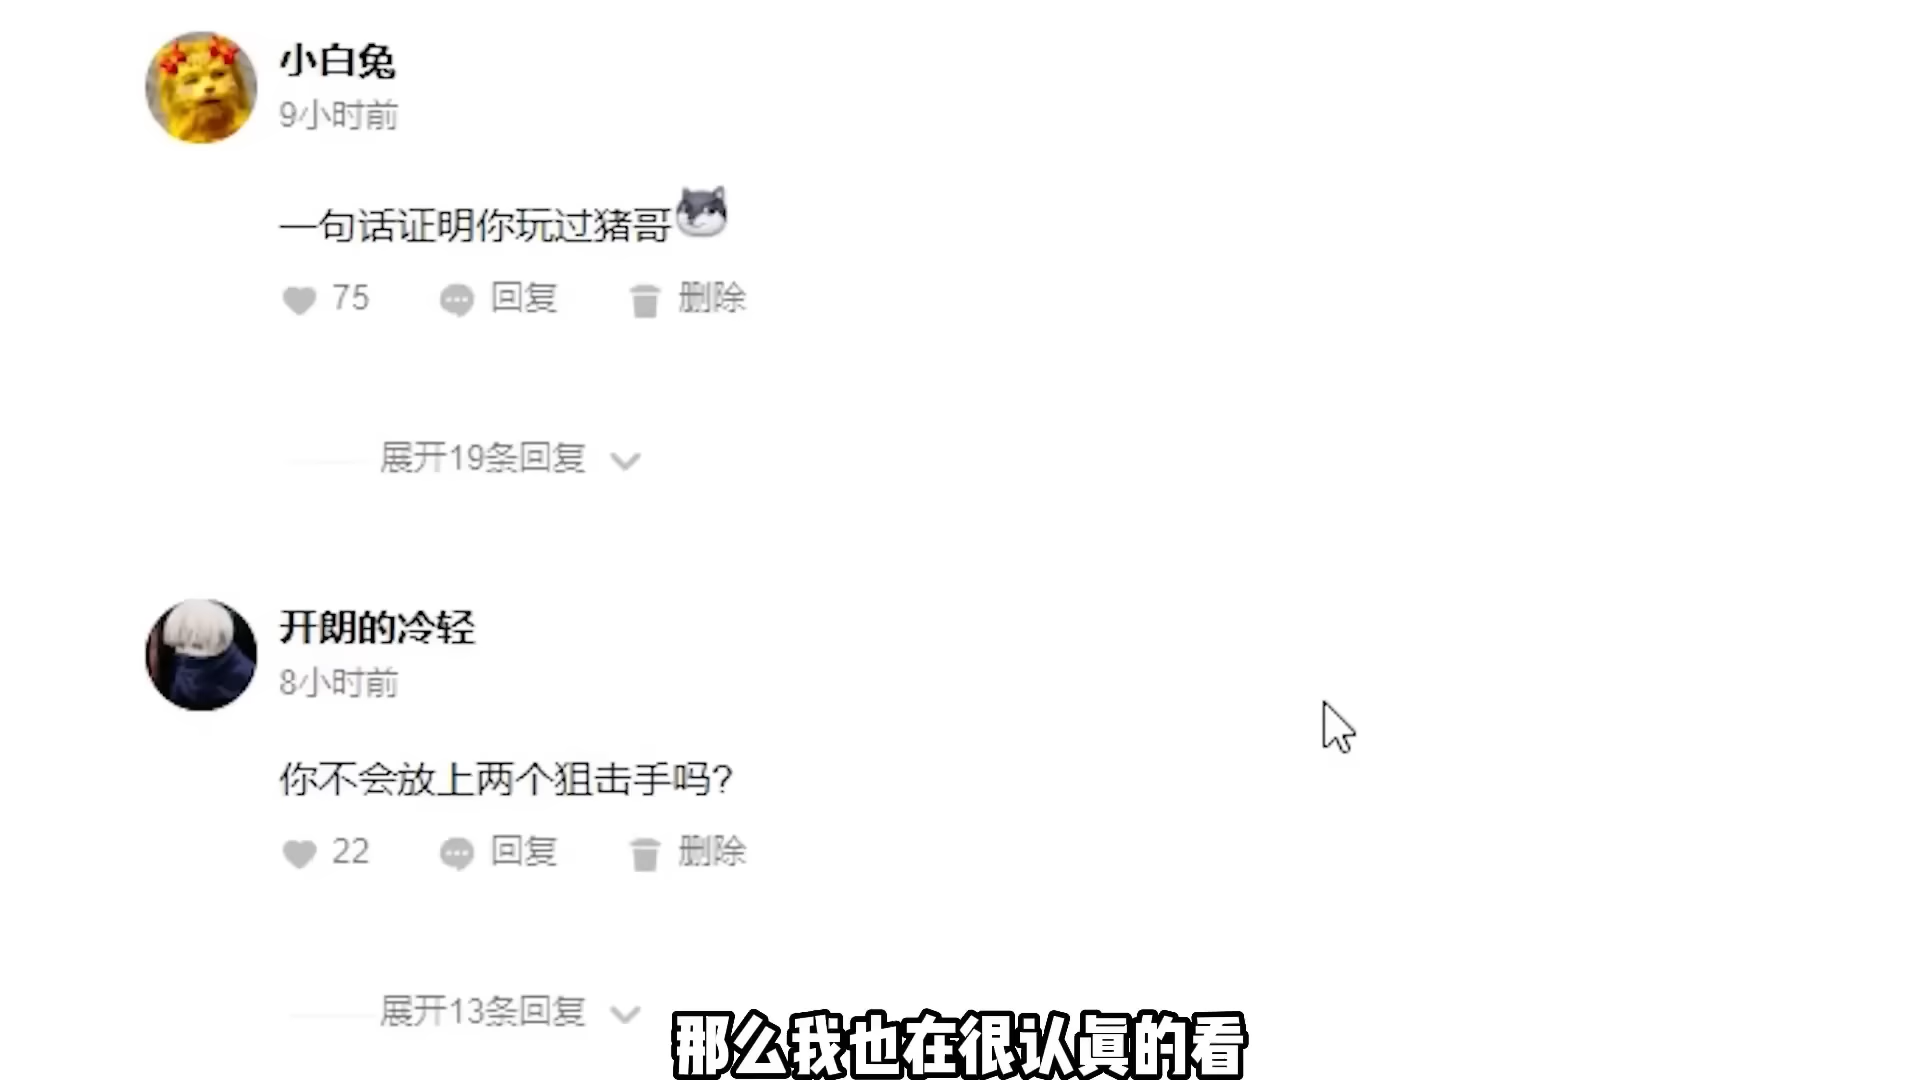 小白兔
9小时前
一句话证明你玩过猪哥
75 回复 删除
展开19条回复
开朗的冷轻
8小时前
你不会放上两个狙击手吗?
22 回复 删除
展开13条回复
那么我也在很认真的看